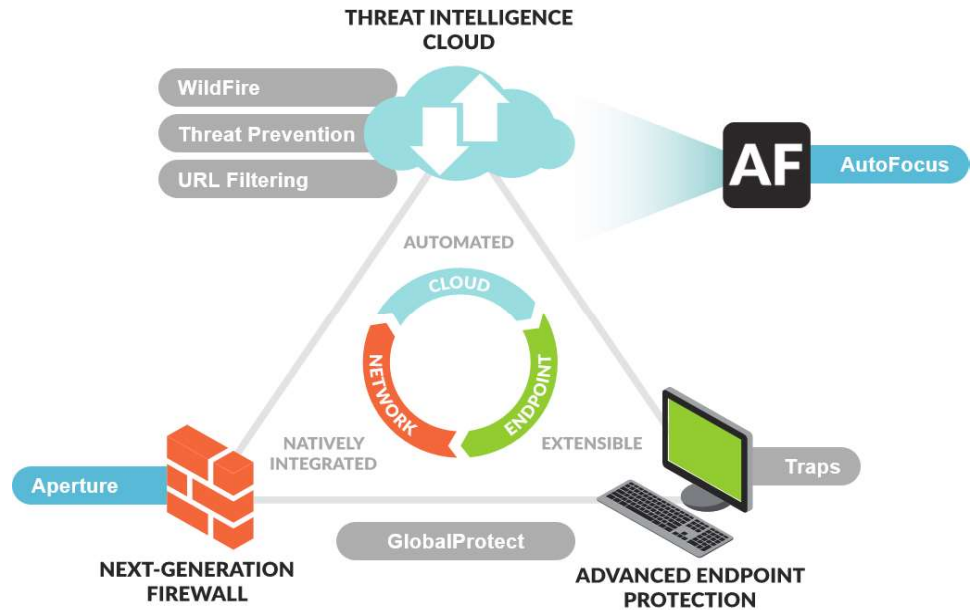 THREAT INTELLIGENCE
CLOUD
WildFire
Threat Prevention
URL Filtering
AF
AutoFocus
AUTOMATED
CLOUD
NETWORK
ENDPOINT
NATIVELY
INTEGRATED
EXTENSIBLE
Aperture
Traps
GlobalProtect
NEXT-GENERATION
FIREWALL
ADVANCED ENDPOINT
PROTECTION